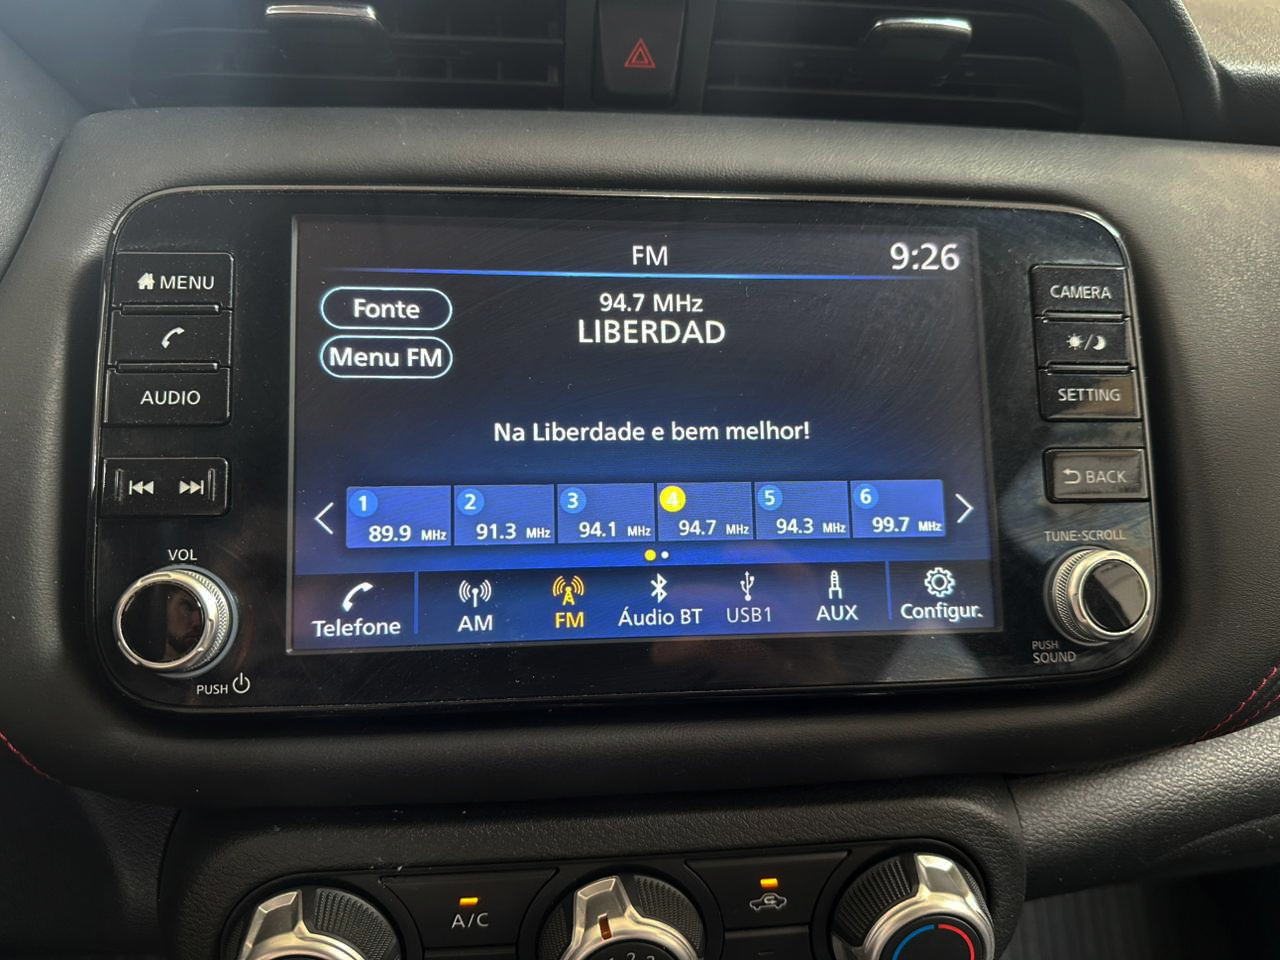 FM
9:26
MENU
Fonte
94.7 MHz
CAMERA
LIBERDAD
Menu FM
AUDIO
SETTING
Na Liberdade e bem melhor!
BACK
1
2
3
4
5
6
89.9 MHz
91.3 MHz
94.1 MHz
94.7 MHz
94.3 MHz
99.7 MHz
VOL
TUNE·SCROLL
Telefone
AM
FM
Áudio BT
USB1
AUX
Configur.
PUSH
PUSH
SOUND
A/C
1 2 3